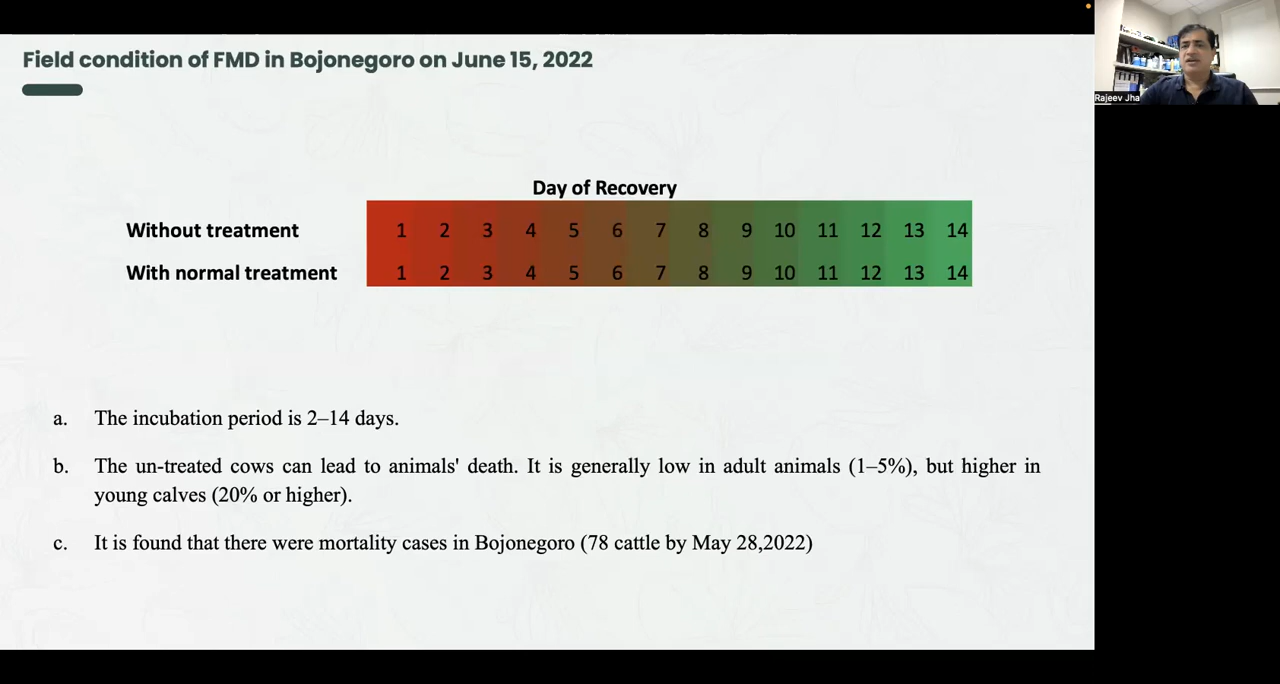 Field condition of FMD in Bojonegoro on June 15, 2022
Rajeev Jha
Day of Recovery
Without treatment 1 2 3 4 5 6 7 8 9 10 11 12 13 14
With normal treatment 1 2 3 4 5 6 7 8 9 10 11 12 13 14
a. The incubation period is 2–14 days.
b. The un-treated cows can lead to animals' death. It is generally low in adult animals (1–5%), but higher in
young calves (20% or higher).
c. It is found that there were mortality cases in Bojonegoro (78 cattle by May 28,2022)